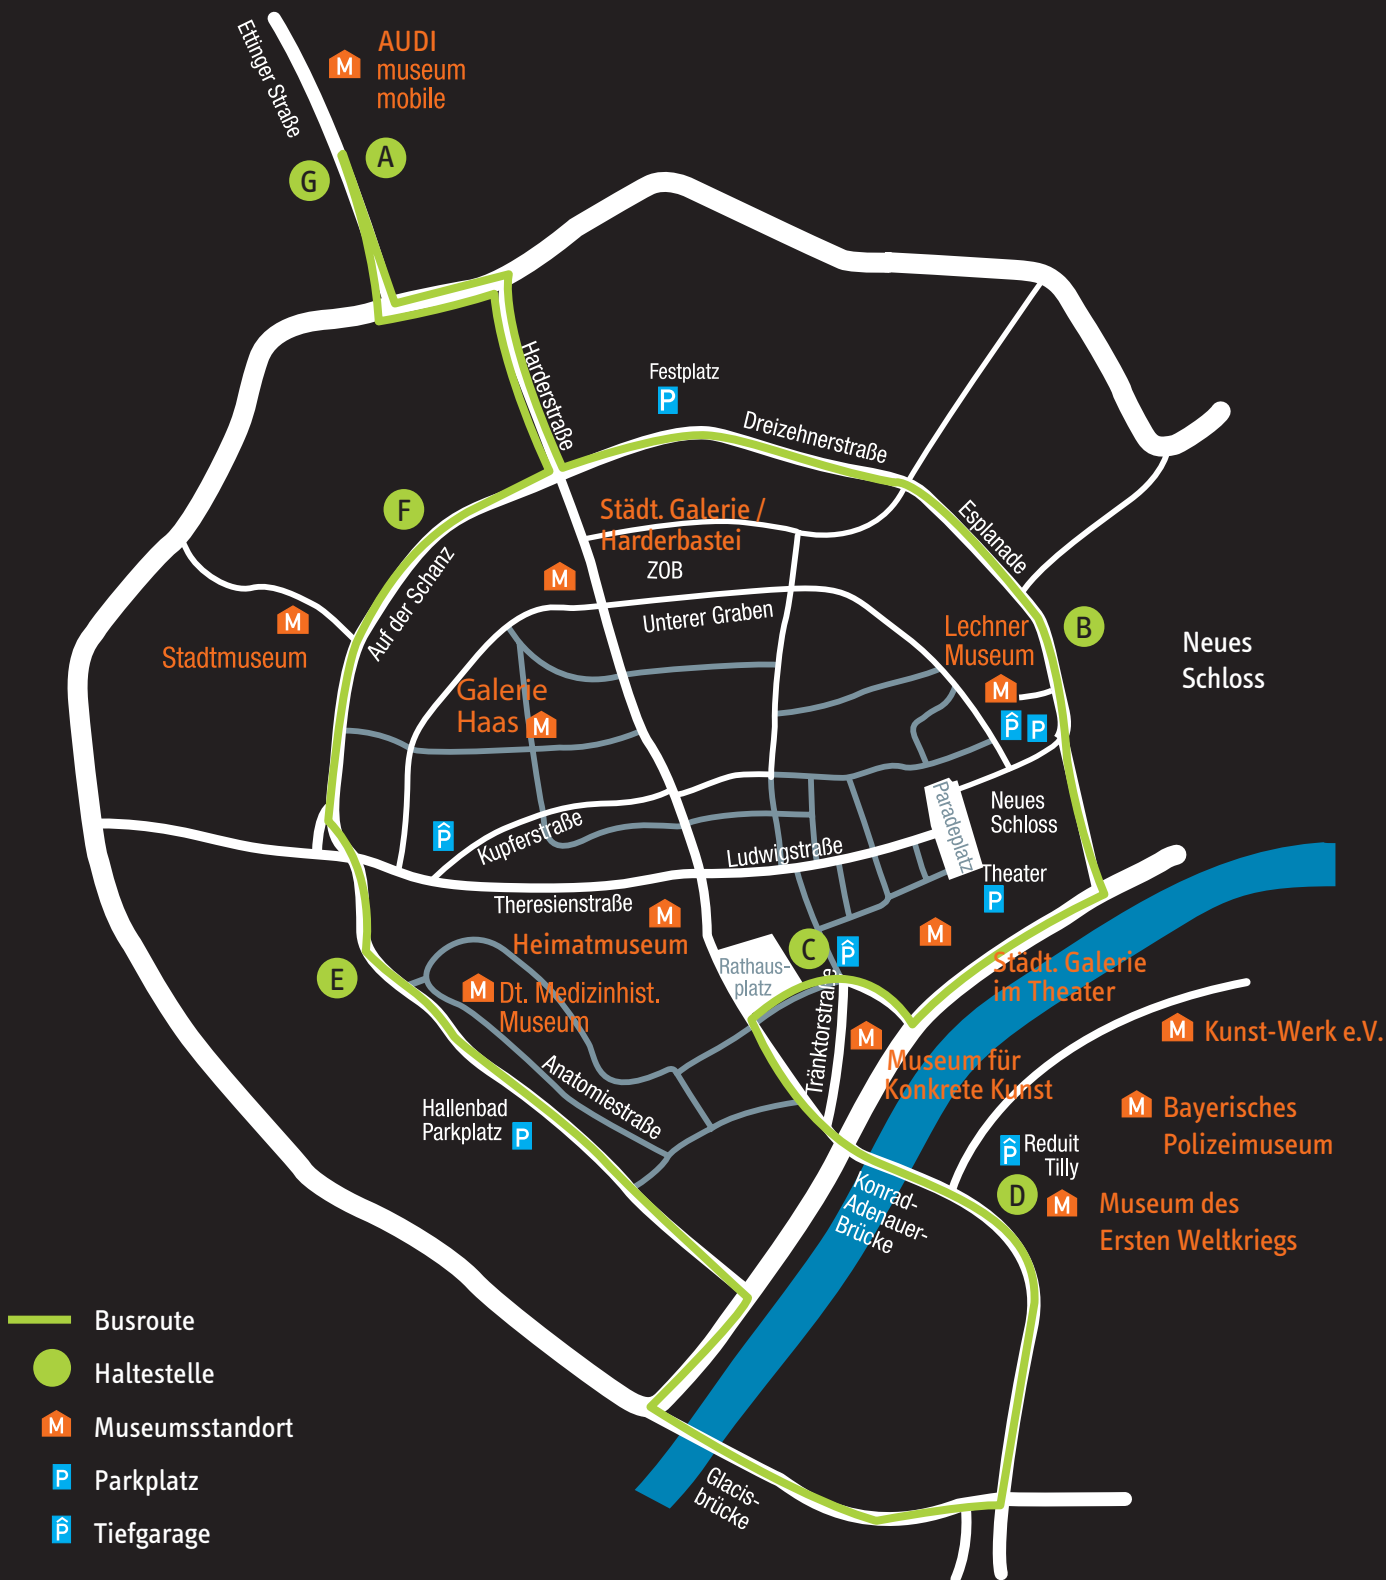 Ettinger Straße
M
AUDI
museum
mobile
A
G
Harderstraße
Festplatz
P
Dreizehnerstraße
F
Städt. Galerie /
Harderbastei
Esplanade
Auf der Schanz
M
ZOB
Unterer Graben
M
Stadtmuseum
Lechner
Museum
M
B
Neues
Schloss
Galerie
Haas
M
P
P
Paradeplatz
Neues
Schloss
P
Kupferstraße
Ludwigstraße
Theater
P
Theresienstraße
M
Heimatmuseum
M
C
P
Rathaus-
platz
Städt. Galerie
im Theater
E
M
Dt. Medizinhist.
Museum
Tränktorstraße
M
Museum für
Konkrete Kunst
M
Kunst-Werk e.V.
Anatomiestraße
Hallenbad
Parkplatz
P
M
Bayerisches
Polizeimuseum
P
Reduit
Tilly
D
M
Museum des
Ersten Weltkriegs
Konrad-
Adenauer-
Brücke
Glacis-
brücke
Busroute
Haltestelle
M
Museumsstandort
P
Parkplatz
P
Tiefgarage